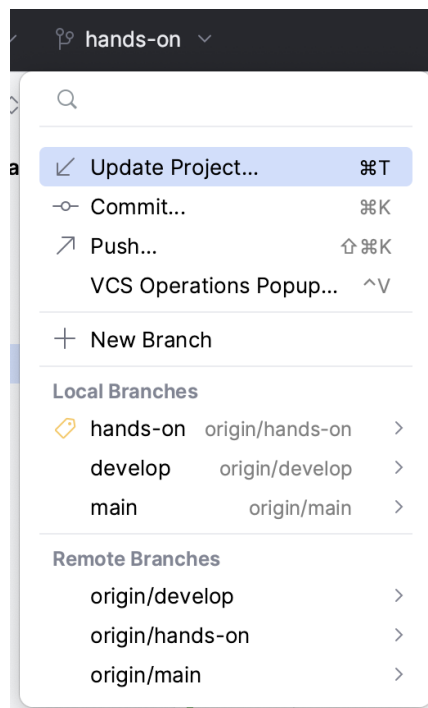 hands-on
a
Update Project... ⌘T
Commit... ⌘K
Push... ⇧⌘K
VCS Operations Popup... ^V
New Branch
Local Branches
hands-on origin/hands-on
develop origin/develop
main origin/main
Remote Branches
origin/develop
origin/hands-on
origin/main